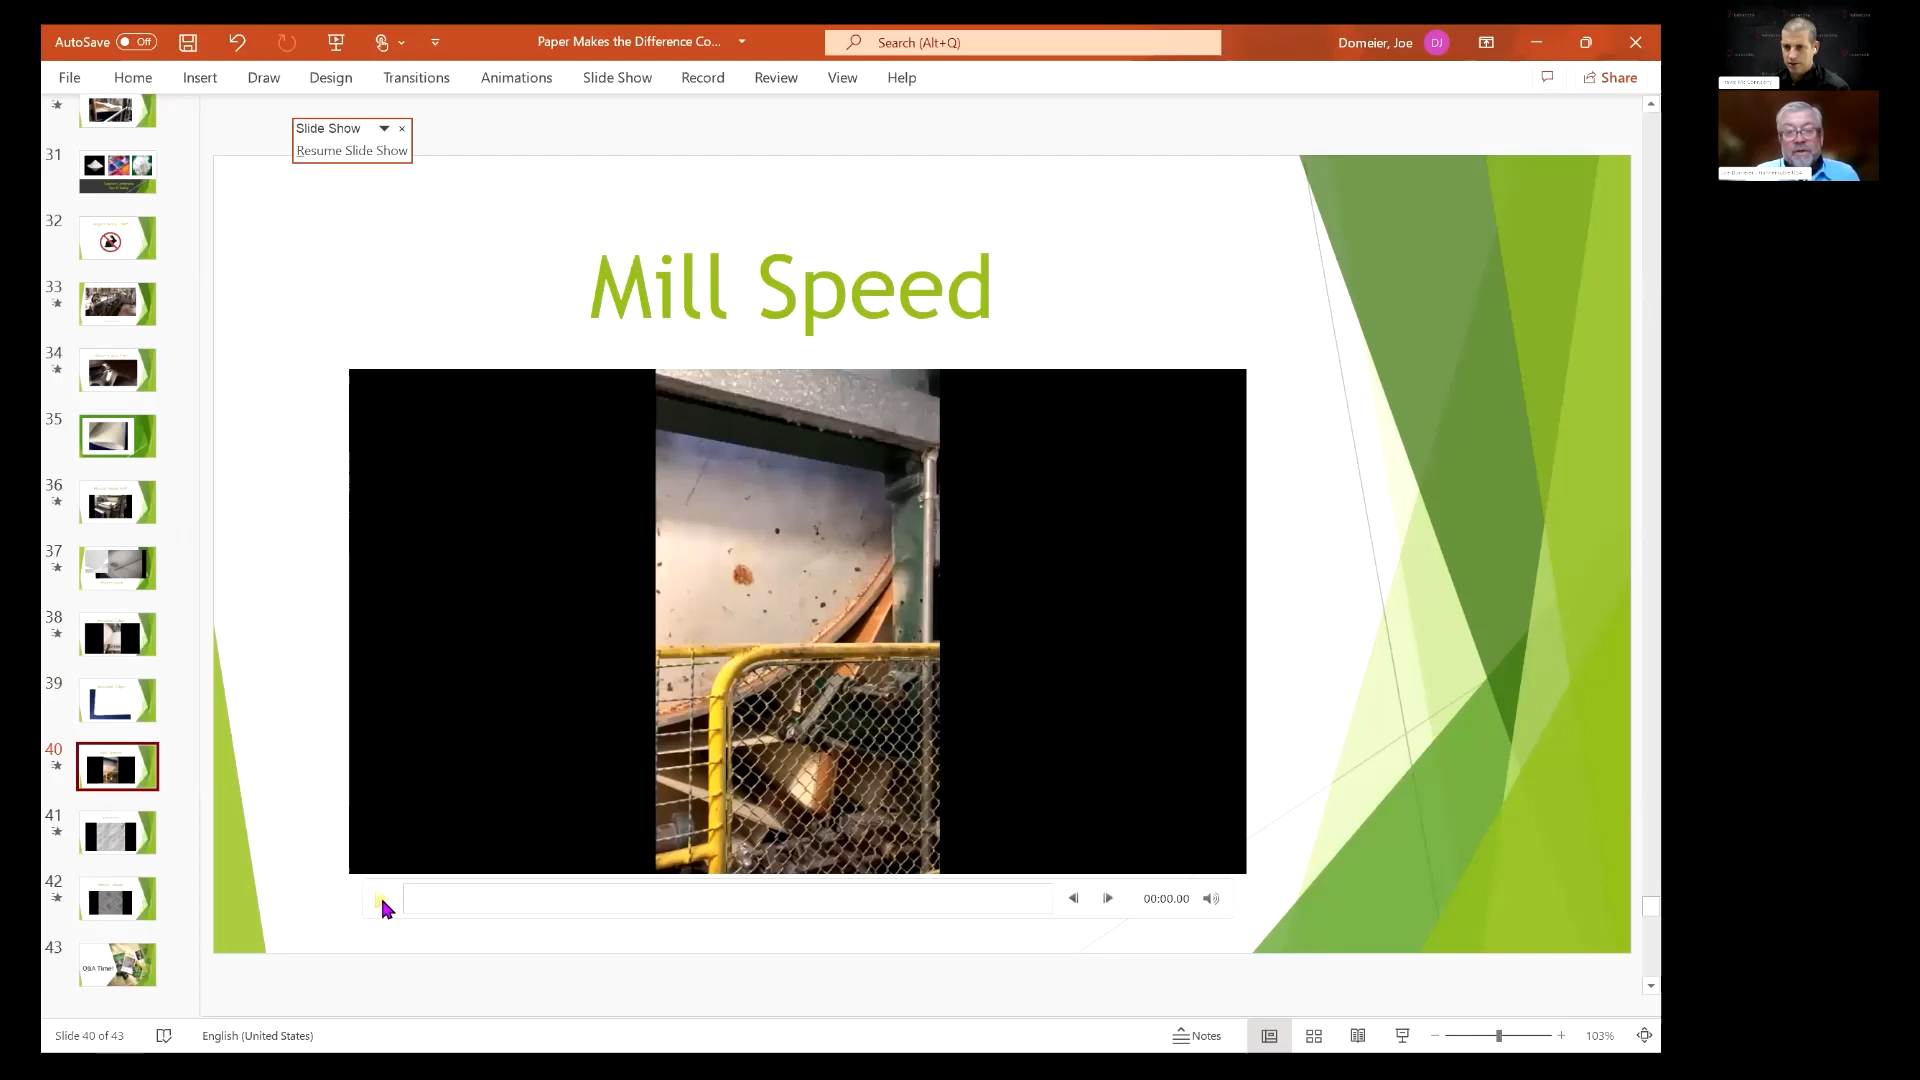 AutoSave Off
Paper Makes the Difference Co...
Search (Alt+Q)
Domeier, Joe DJ
File Home Insert Draw Design Transitions Animations Slide Show Record Review View Help
Share
Slide Show
Resume Slide Show
31
32
33
34
35
36
37
38
39
40
41
42
43
Q&A Time!
Mill Speed
00:00.00
Slide 40 of 43
English (United States)
Notes
103%